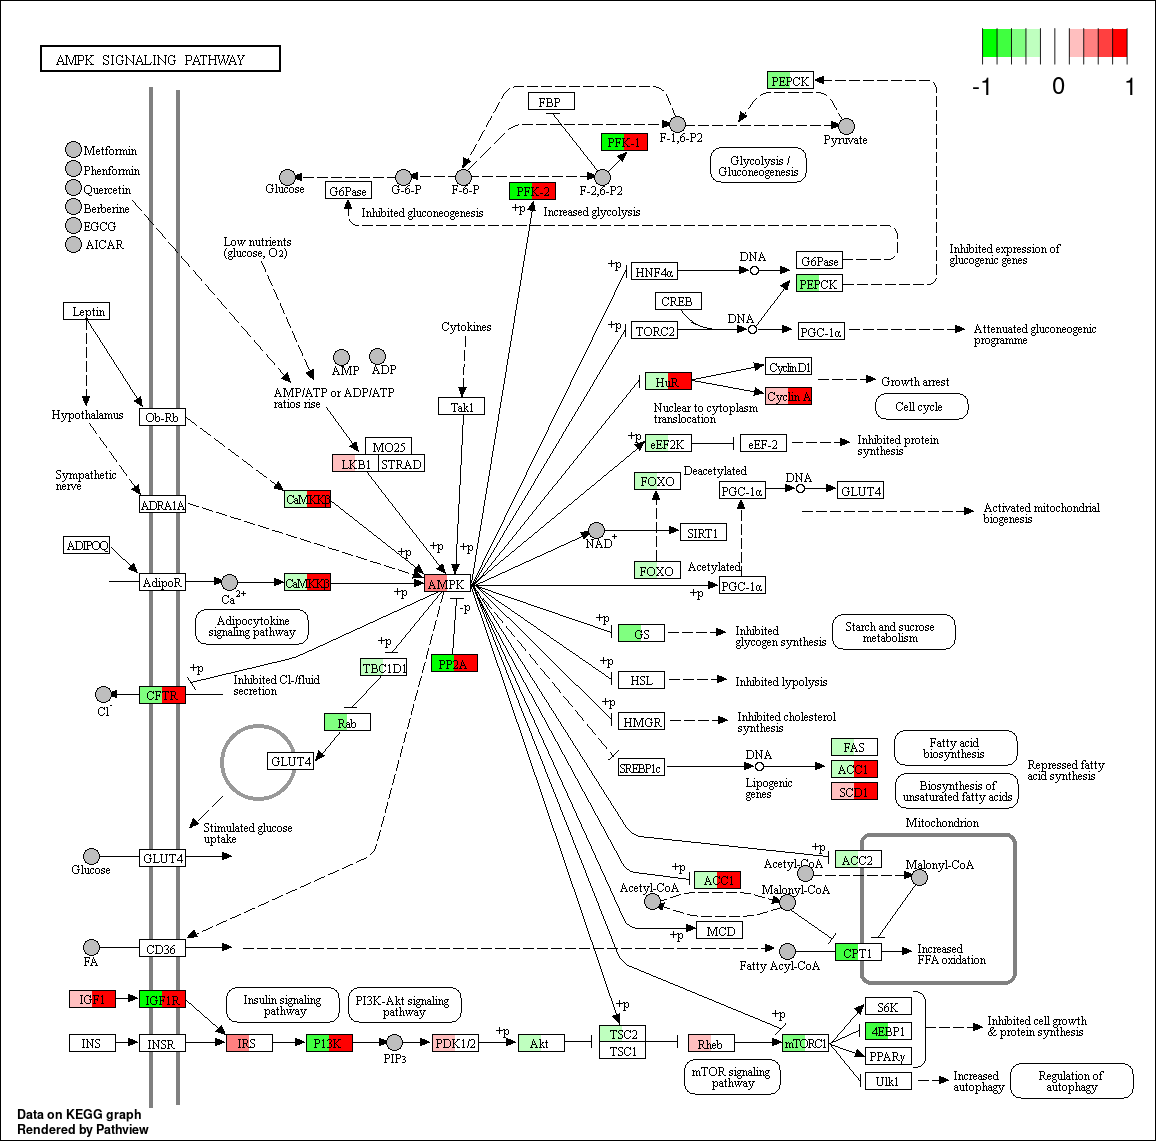 AMPK SIGNALING PATHWAY
-1 0 1
PEPCK
FBP
Metformin
Phenformin
Quercetin
Berberine
EGCG
AICAR
PFK-1
F-1,6-P2
Pyruvate
Glycolysis /
Gluconeogenesis
Glucose
G6Pase
G-6-P
F-6-P
PFK-2
F-2,6-P2
+p
Inhibited gluconeogenesis
Increased glycolysis
Low nutrients
(glucose, O2)
Inhibited expression of
glucogenic genes
+p
HNF4α
DNA
G6Pase
PEPCK
CREB
Leptin
Cytokines
+p
TORC2
DNA
PGC-1α
Attenuated gluconeogenic
programme
AMP
ADP
AMP/ATP or ADP/ATP
ratios rise
HuR
CyclinD1
Cyclin A
Growth arrest
Cell cycle
Nuclear to cytoplasm
translocation
Hypothalamus
Ob-Rb
Tak1
MO25
LKB1
STRAD
+p
eEF2K
eEF-2
Inhibited protein
synthesis
Sympathetic
nerve
ADRA1A
CaMKKβ
Deacetylated
FOXO
PGC-1α
DNA
GLUT4
Activated mitochondrial
biogenesis
ADIPOQ
NAD+
SIRT1
+p
+p
+p
AdipoR
Ca2+
CaMKKβ
+p
AMPK
-p
FOXO
Acetylated
+p
PGC-1α
Adipocytokine
signaling pathway
+p
GS
Inhibited
glycogen synthesis
Starch and sucrose
metabolism
+p
TBC1D1
PP2A
+p
HSL
Inhibited lypolysis
+p
CFTR
Cl-
Inhibited Cl-/fluid
secretion
Rab
+p
HMGR
Inhibited cholesterol
synthesis
GLUT4
SREBP1c
DNA
Lipogenic
genes
FAS
ACC1
SCD1
Fatty acid
biosynthesis
Biosynthesis of
unsaturated fatty acids
Repressed fatty
acid synthesis
Stimulated glucose
uptake
Mitochondrion
Glucose
GLUT4
+p
ACC2
+p
ACC1
Acetyl-CoA
Malonyl-CoA
Acetyl-CoA
Malonyl-CoA
+p
MCD
FA
CD36
Fatty Acyl-CoA
CPT1
Increased
FFA oxidation
IGF1
IGF1R
Insulin signaling
pathway
PI3K-Akt signaling
pathway
INS
INSR
IRS
P13K
PIP3
PDK1/2
+p
Akt
+p
TSC2
TSC1
Rheb
+p
mTORC1
mTOR signaling
pathway
S6K
4EBP1
PPARγ
Ulk1
Inhibited cell growth
& protein synthesis
Increased
autophagy
Regulation of
autophagy
Data on KEGG graph
Rendered by Pathview